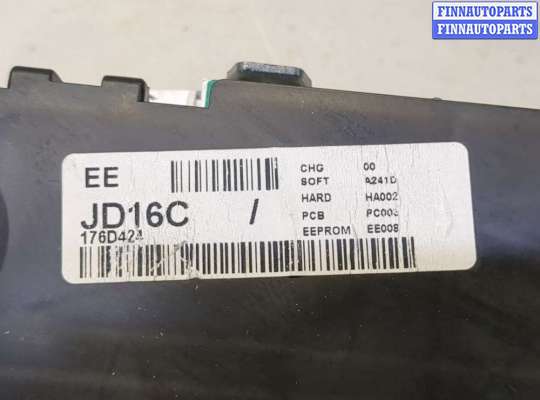 FINNAUTOPARTS
FINNAUTOPARTS
EE
JD16C /
176D424
CHG 00
SOFT A241D
HARD HA002
PCB PC003
EEPROM EE008